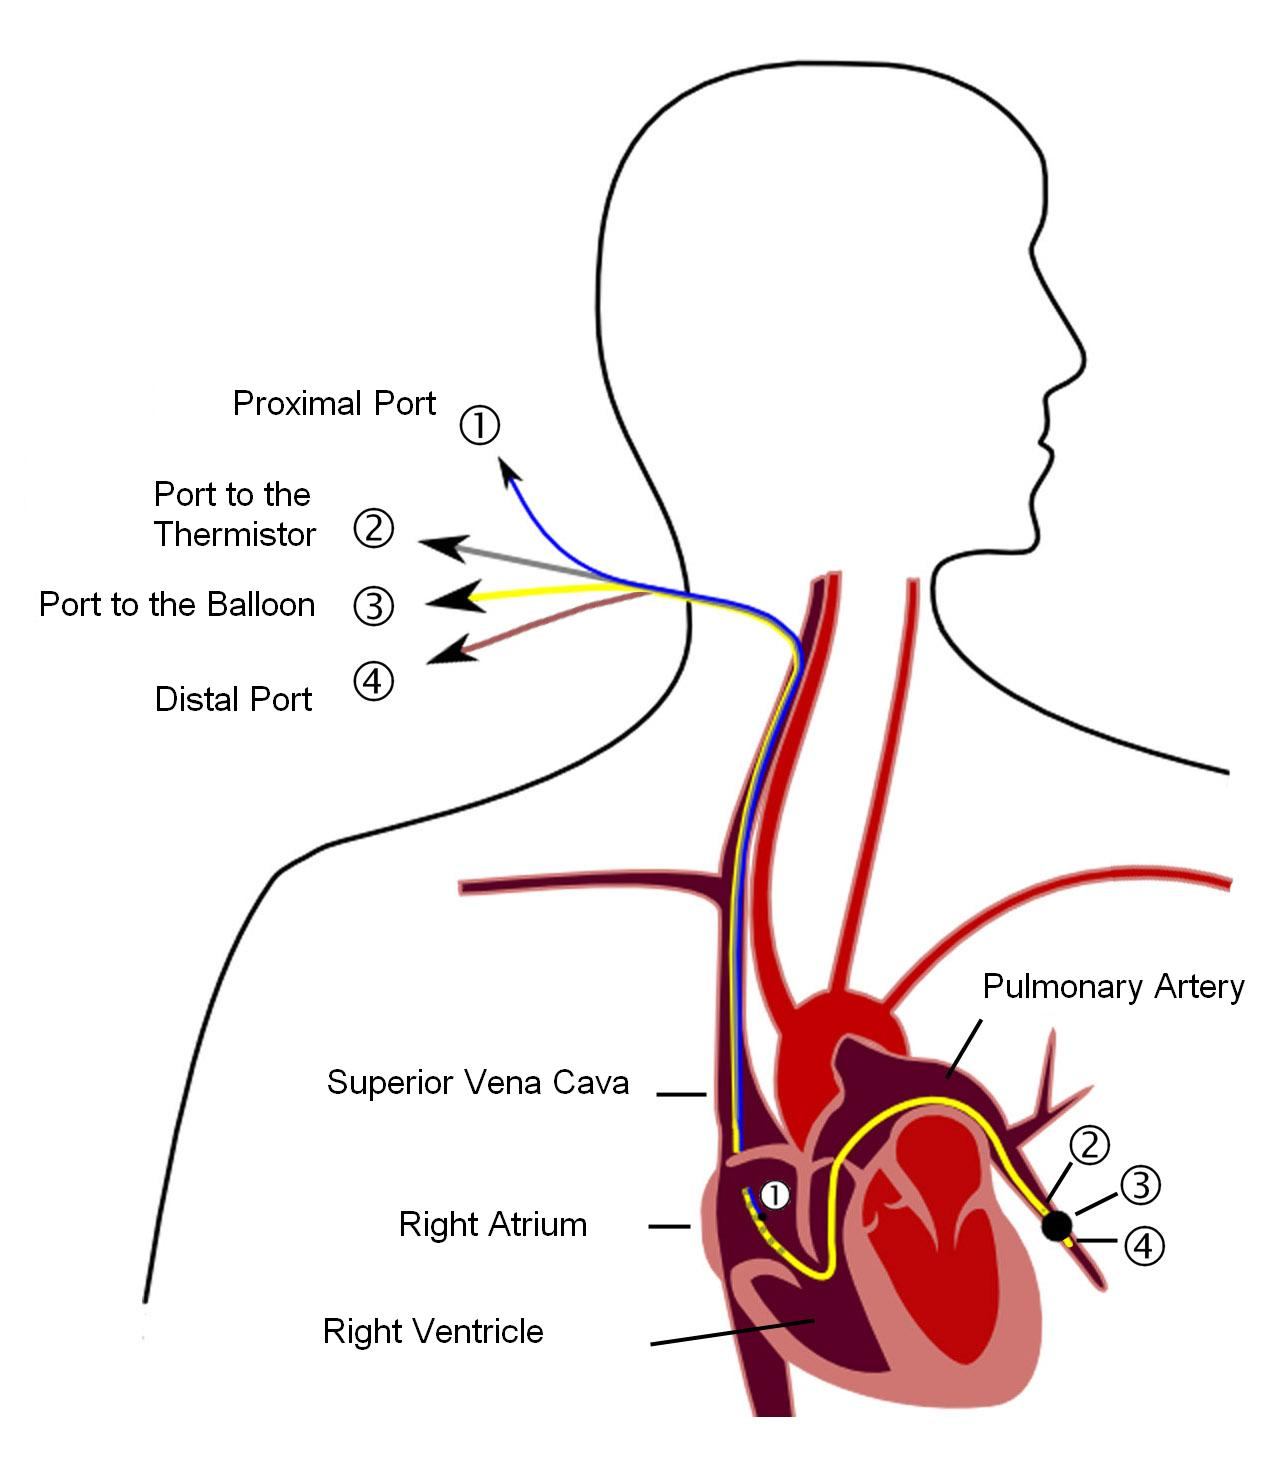 Proximal Port
①
Port to the
Thermistor
②
Port to the Balloon
③
④
Distal Port
Pulmonary Artery
Superior Vena Cava
②
③
①
Right Atrium
④
Right Ventricle